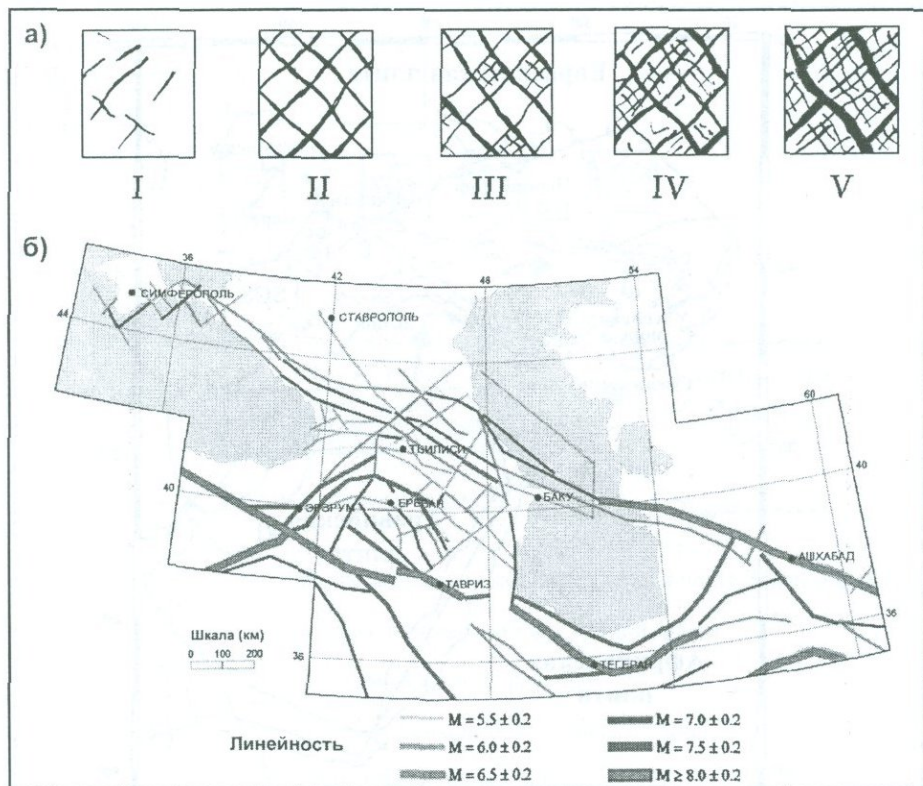 а)
I II III IV V
б)
36 42 48 54 60
44
СИМФЕРОПОЛЬ
СТАВРОПОЛЬ
ТБИЛИСИ
40
40
ЭРЗРУМ
ЕРЕВАН
БАКУ
АШХАБАД
ТАВРИЗ
36
Шкала (км)
0 100 200
36
ТЕГЕРАН
M = 5.5 ± 0.2 M = 7.0 ± 0.2
Линейность M = 6.0 ± 0.2 M = 7.5 ± 0.2
M = 6.5 ± 0.2 M ≥ 8.0 ± 0.2